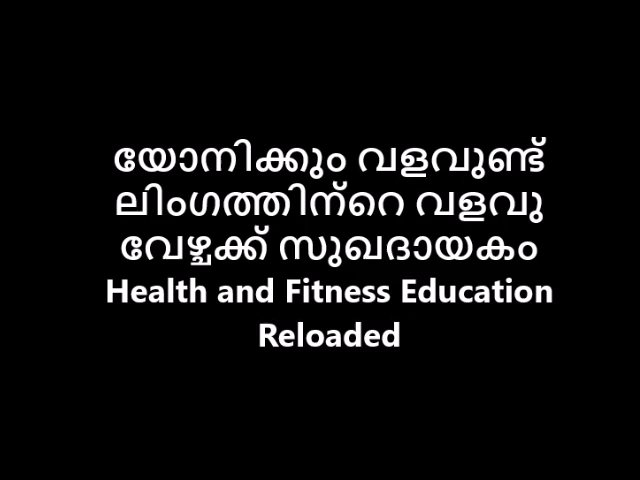 യോനിക്കും വളവുണ്ട്
ലിംഗത്തിന്റെ വളവു
വേഴ്ചക്ക് സുഖദായകം
Health and Fitness Education
Reloaded